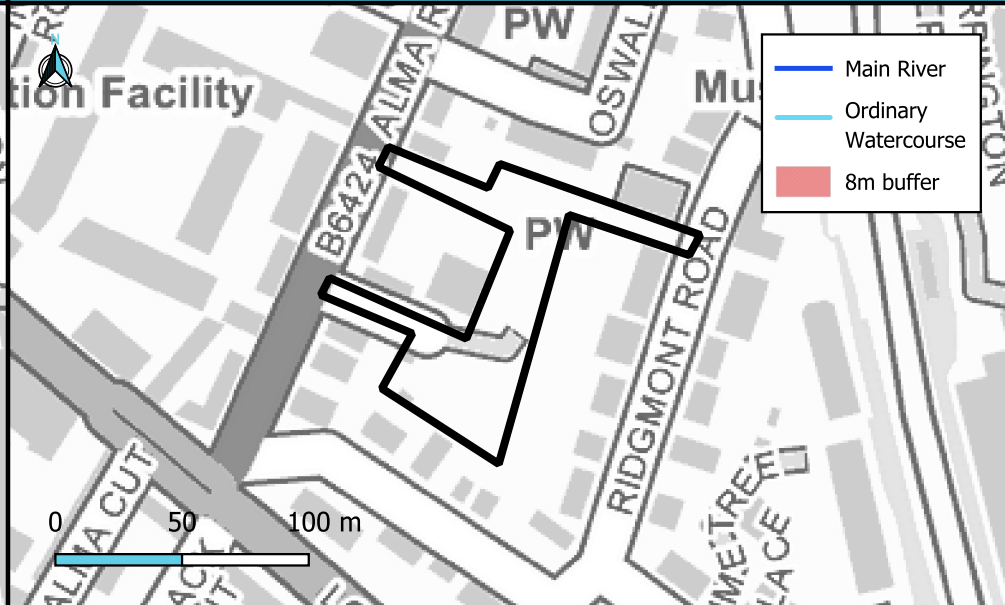 N
PW
OSWAL
tion Facility
ALMA R
Mus
Main River
Ordinary
Watercourse
8m buffer
B6424
PW
RIDGMONT ROAD
0 50 100 m
ALMA CUT
LACE